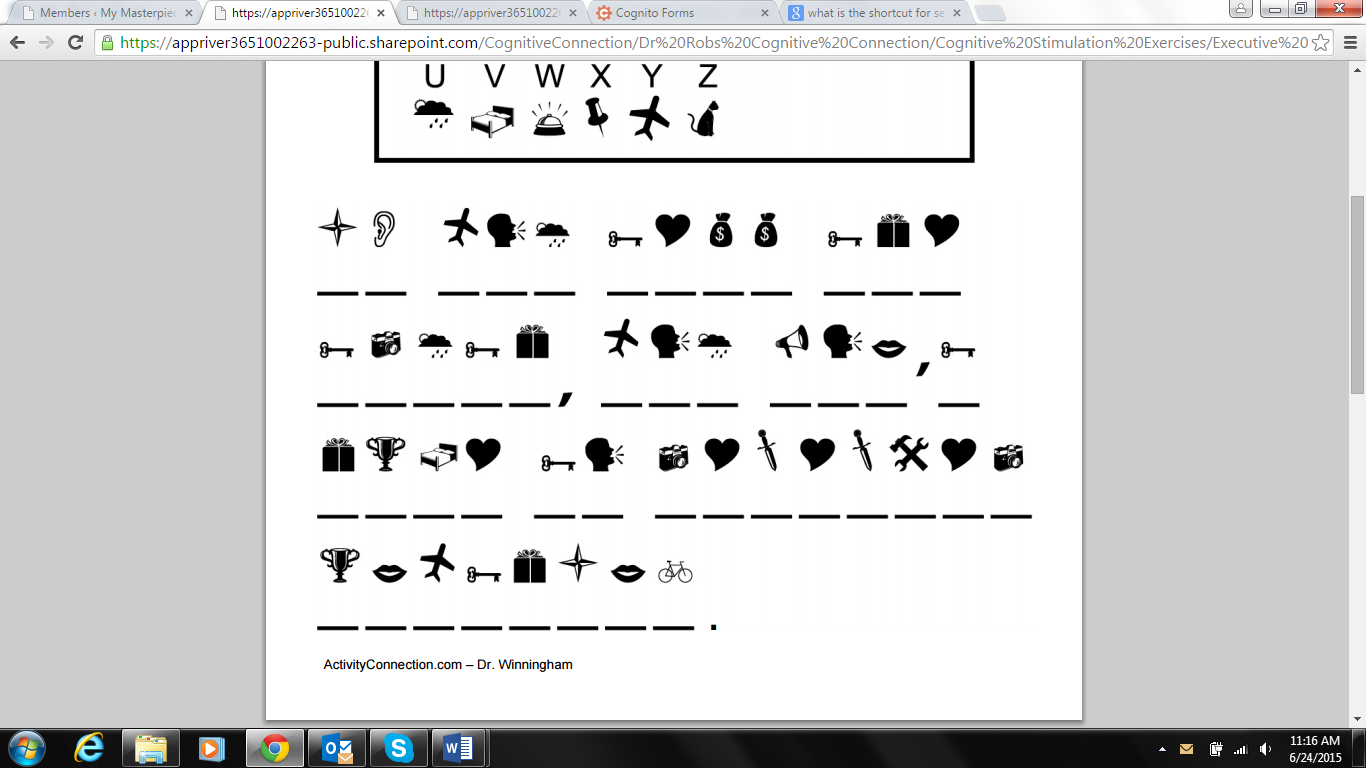 Members ‹ My Masterpiec
https://appriver36510022
https://appriver36510022
Cognito Forms
what is the shortcut for se
https://appriver3651002263-public.sharepoint.com/CognitiveConnection/Dr%20Robs%20Cognitive%20Connection/Cognitive%20Stimulation%20Exercises/Executive%20
U V W X Y Z
,
,
.
ActivityConnection.com – Dr. Winningham
11:16 AM
6/24/2015